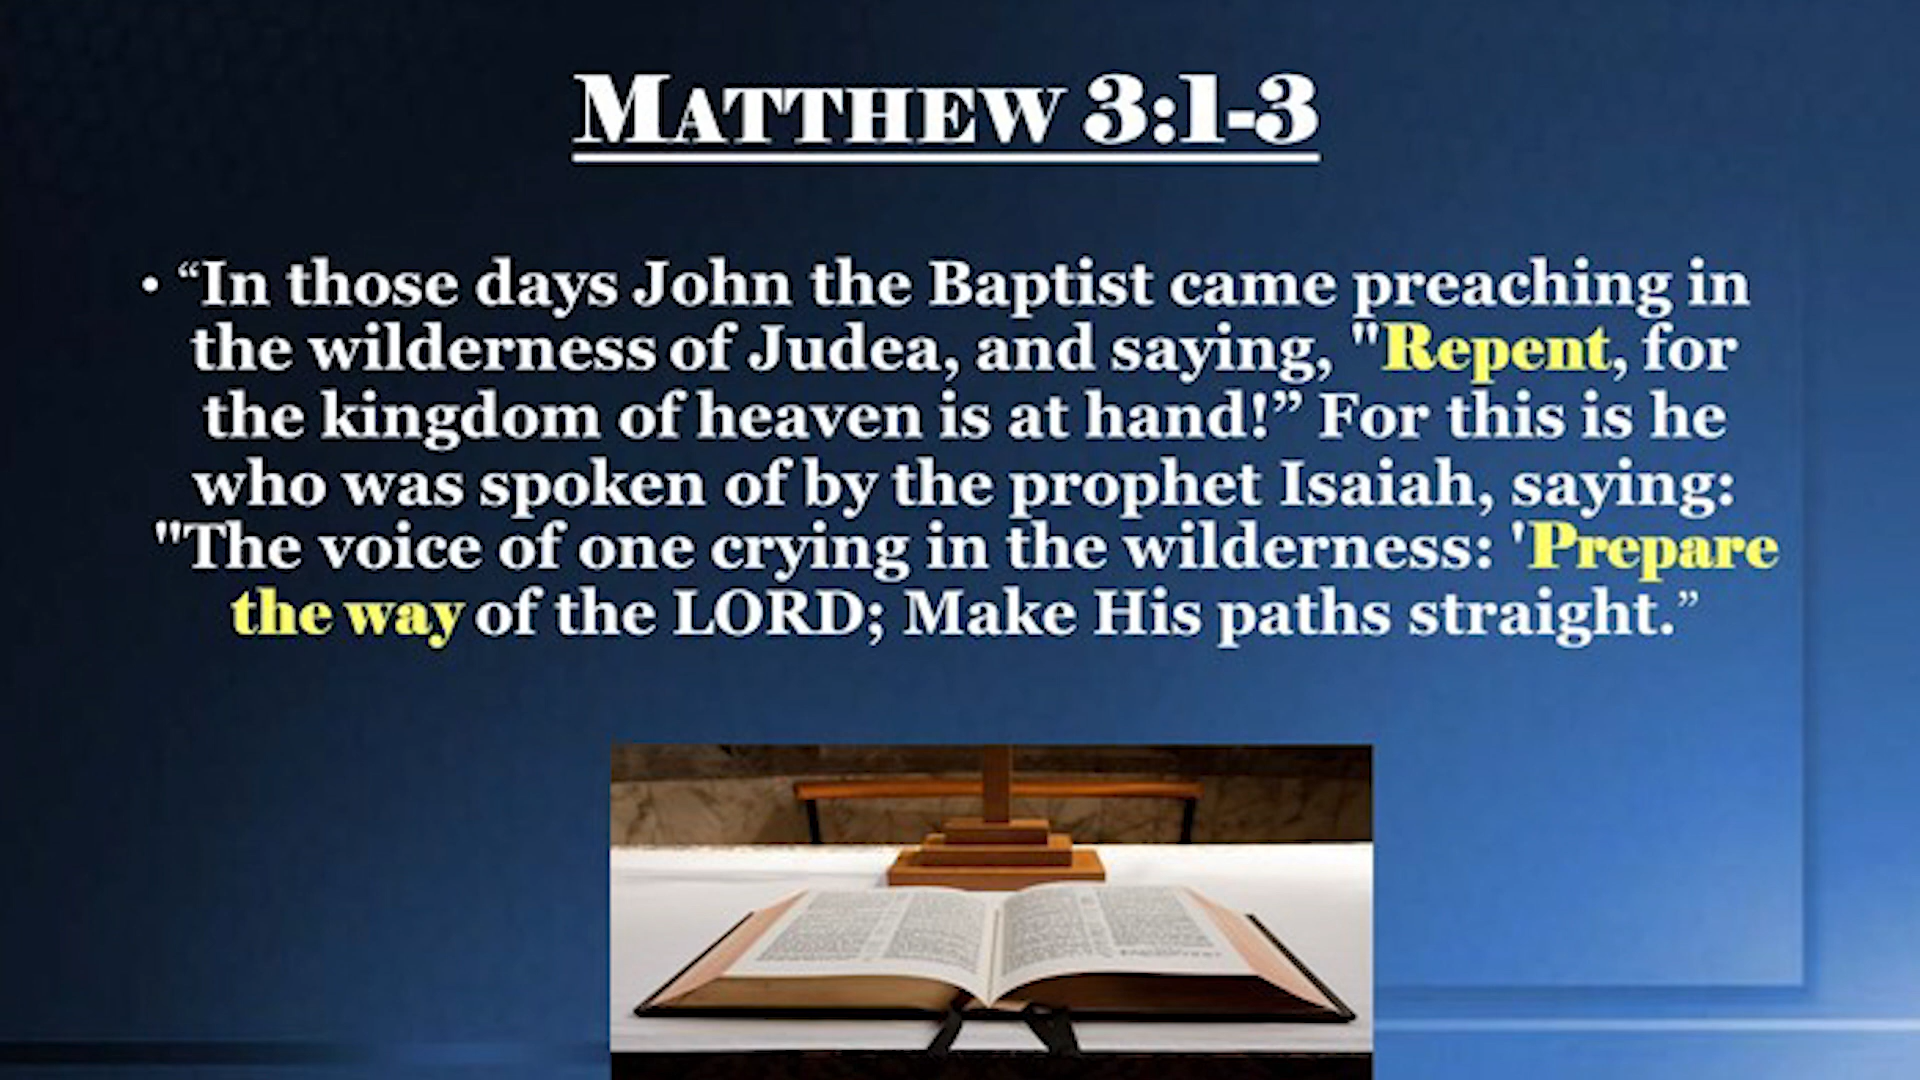 MATTHEW 3:1-3
• “In those days John the Baptist came preaching in
the wilderness of Judea, and saying, "Repent, for
the kingdom of heaven is at hand!” For this is he
who was spoken of by the prophet Isaiah, saying:
"The voice of one crying in the wilderness: 'Prepare
the way of the LORD; Make His paths straight.”